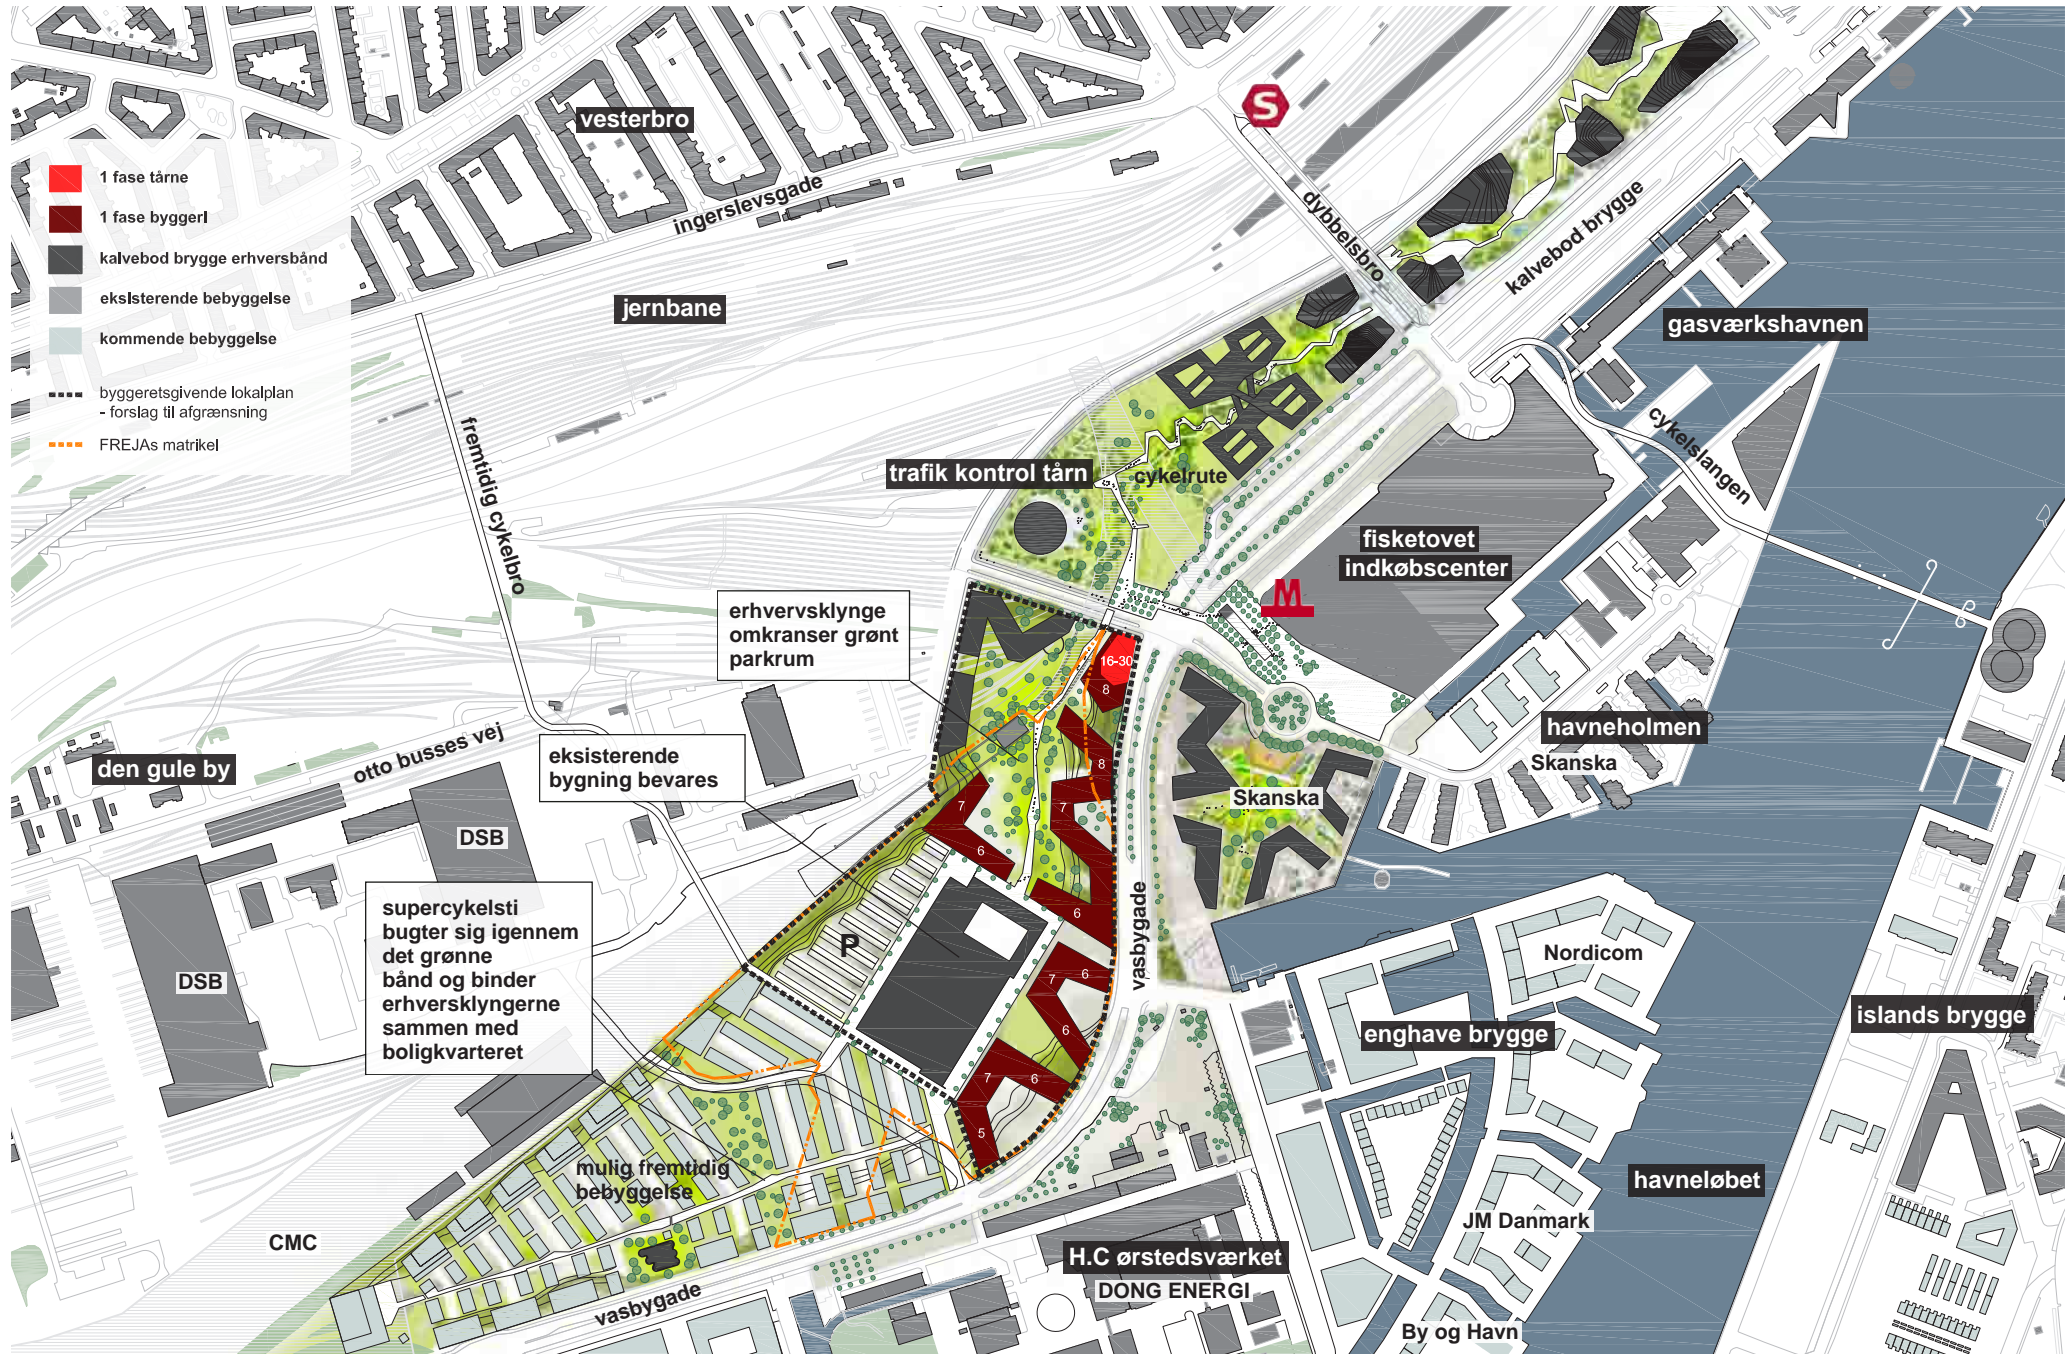 S
vesterbro
1 fase tårne
1 fase byggeri
kalvebod brygge erhversbånd
eksisterende bebyggelse
kommende bebyggelse
byggeretsgivende lokalplan
- forslag til afgrænsning
FREJAs matrikel
ingerslevsgade
jernbane
dybbelsbro
kalvebod brygge
gasværkshavnen
fremtidig cykelbro
trafik kontrol tårn
cykelrute
cykelslangen
fisketovet
indkøbscenter
M
erhvervsklynge
omkranser grønt
parkrum
16-30
8
8
7
7
6
6
7
6
6
7
6
5
eksisterende
bygning bevares
havneholmen
Skanska
Skanska
den gule by
otto busses vej
DSB
DSB
supercykelsti
bugter sig igennem
det grønne
bånd og binder
erhversklyngerne
sammen med
boligkvarteret
P
vasbygade
Nordicom
enghave brygge
islands brygge
mulig fremtidig
bebyggelse
havneløbet
JM Danmark
CMC
H.C ørstedsværket
DONG ENERGI
vasbygade
By og Havn